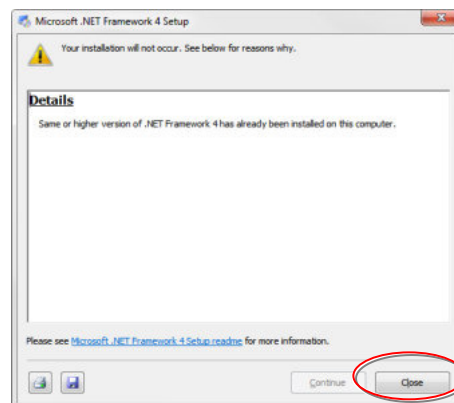 Microsoft .NET Framework 4 Setup
Your installation will not occur. See below for reasons why.
Details
Same or higher version of .NET Framework 4 has already been installed on this computer.
Please see Microsoft .NET Framework 4 Setup readme for more information.
Continue Close